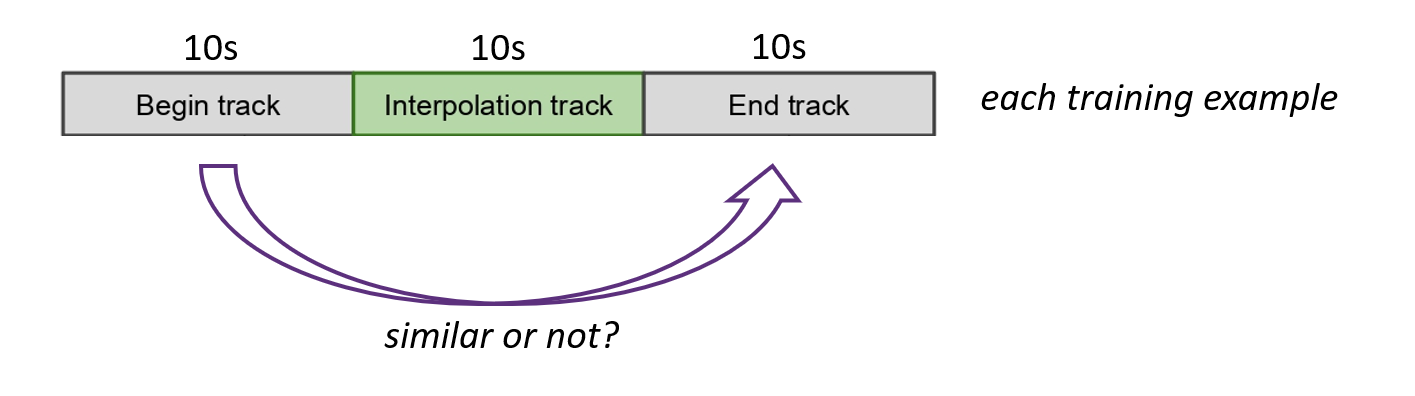 10s 10s 10s
Begin track Interpolation track End track each training example
similar or not?